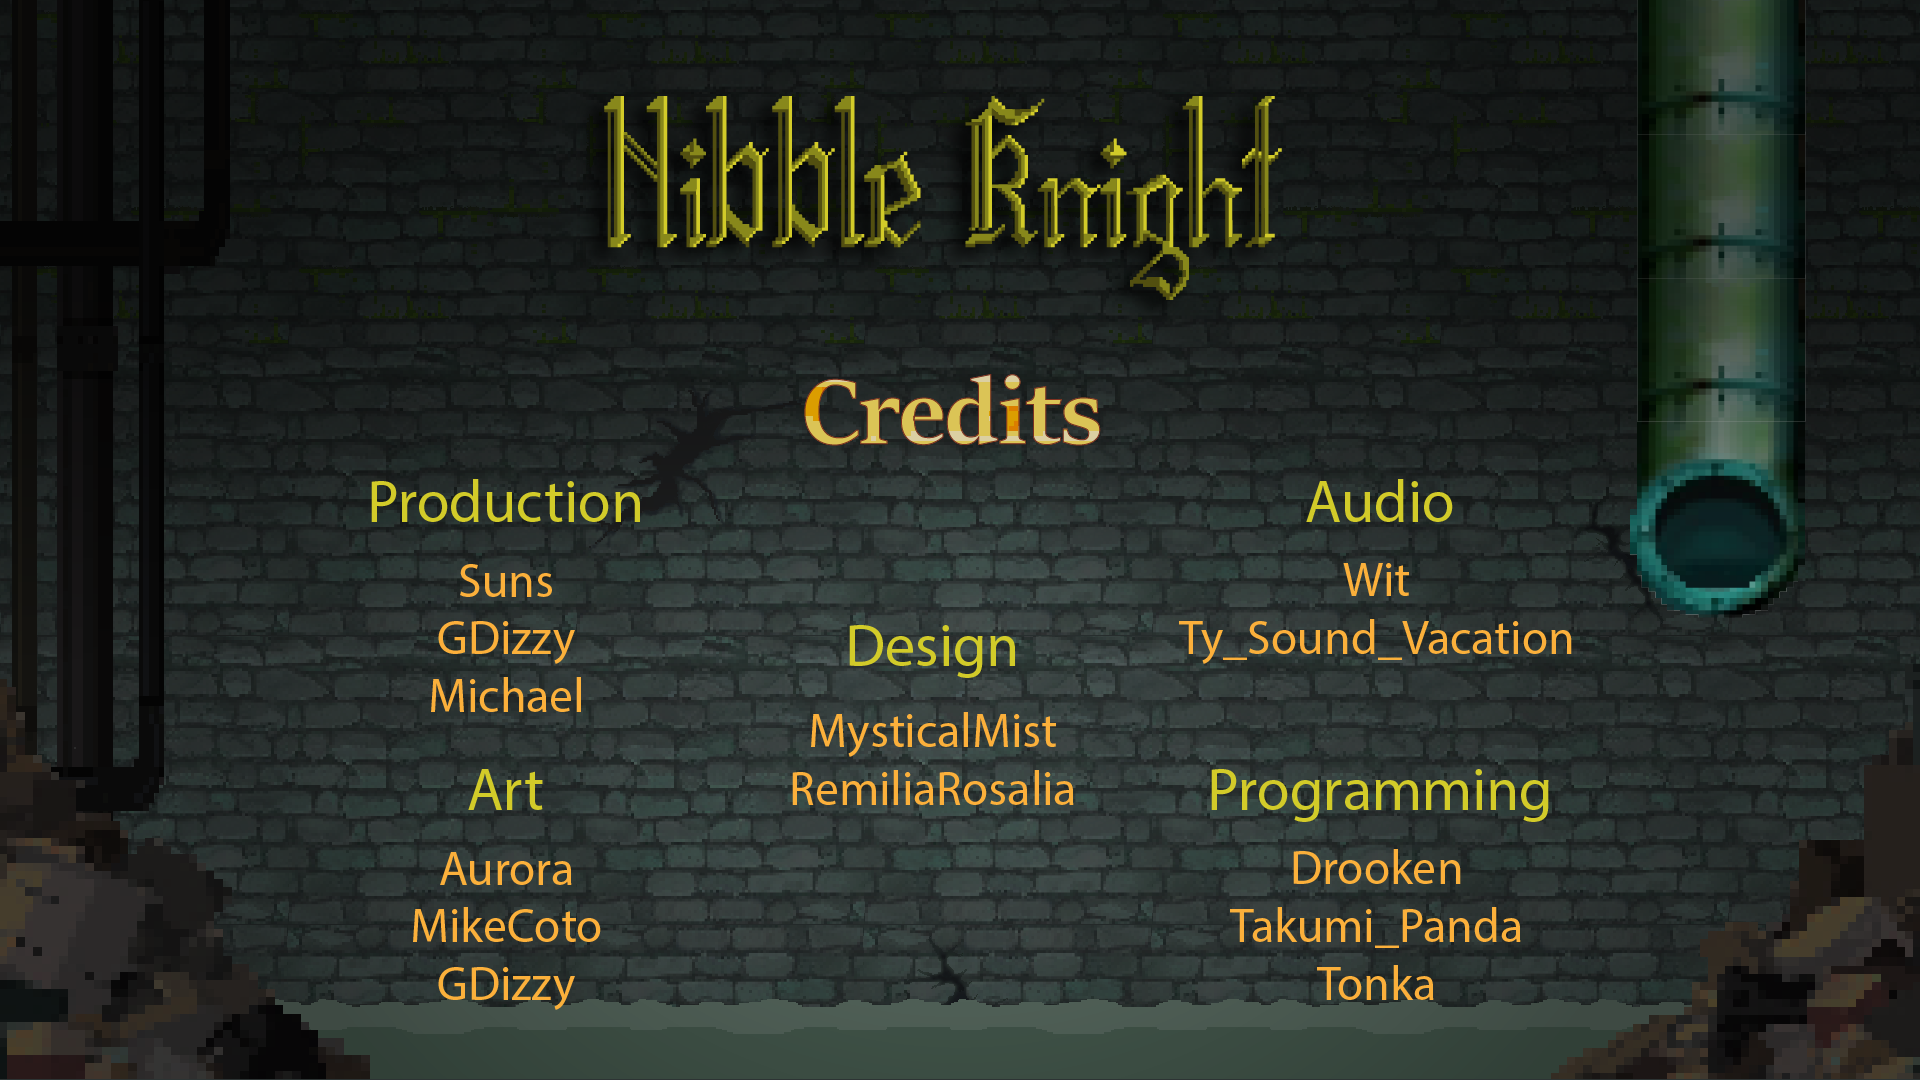 Nibble Knight
Credits
Production
Suns
GDizzy
Michael
Art
Aurora
MikeCoto
GDizzy
Design
MysticalMist
RemiliaRosalia
Audio
Wit
Ty_Sound_Vacation
Programming
Drooken
Takumi_Panda
Tonka